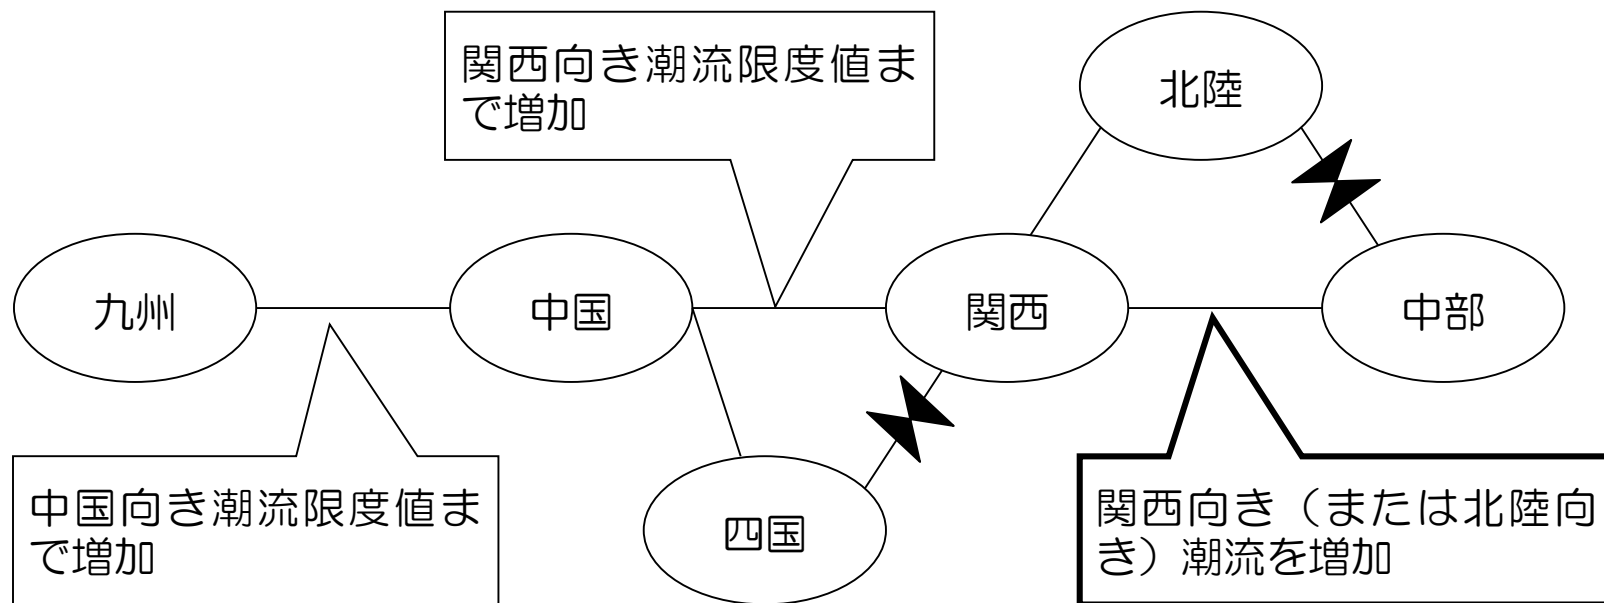 関西向き潮流限度値ま
で増加
北陸
九州
中国
関西
中部
中国向き潮流限度値ま
で増加
四国
関西向き（または北陸向
き）潮流を増加